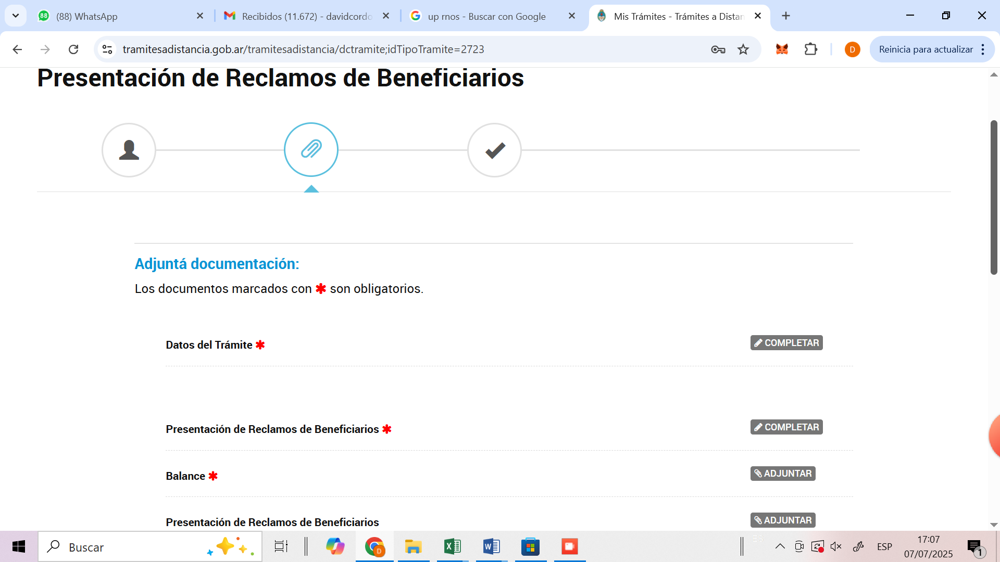 88 (88) WhatsApp
Recibidos (11.672) - davidcordo
up rnos - Buscar con Google
Mis Trámites - Trámites a Distan
tramitesadistancia.gob.ar/tramitesadistancia/dctramite;idTipoTramite=2723
D
Reinicia para actualizar
Presentación de Reclamos de Beneficiarios
Adjuntá documentación:
Los documentos marcados con ✱ son obligatorios.
Datos del Trámite ✱
COMPLETAR
Presentación de Reclamos de Beneficiarios ✱
COMPLETAR
Balance ✱
ADJUNTAR
Presentación de Reclamos de Beneficiarios
ADJUNTAR
Buscar
D
ESP
17:07
07/07/2025
1